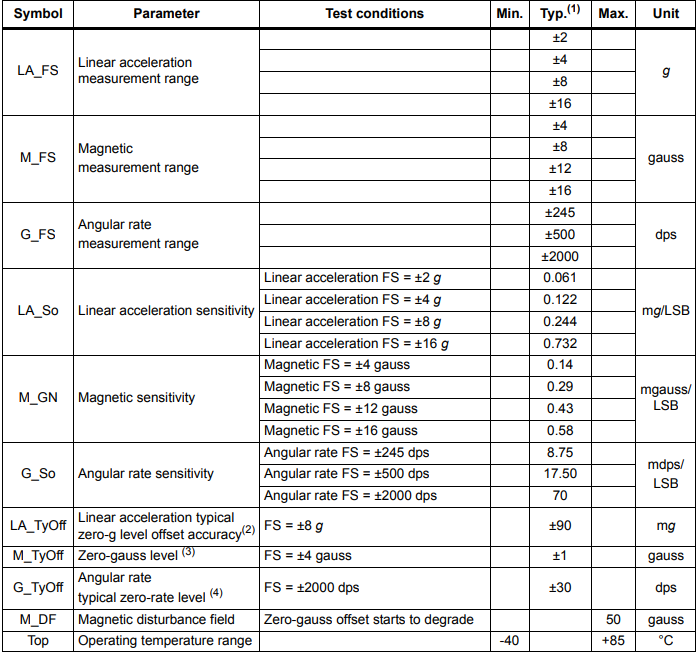 Symbol Parameter Test conditions Min. Typ.(1) Max. Unit
LA_FS Linear acceleration measurement range ±2 g
±4
±8
±16
M_FS Magnetic measurement range ±4 gauss
±8
±12
±16
G_FS Angular rate measurement range ±245 dps
±500
±2000
LA_So Linear acceleration sensitivity Linear acceleration FS = ±2 g 0.061 mg/LSB
Linear acceleration FS = ±4 g 0.122
Linear acceleration FS = ±8 g 0.244
Linear acceleration FS = ±16 g 0.732
M_GN Magnetic sensitivity Magnetic FS = ±4 gauss 0.14 mgauss/ LSB
Magnetic FS = ±8 gauss 0.29
Magnetic FS = ±12 gauss 0.43
Magnetic FS = ±16 gauss 0.58
G_So Angular rate sensitivity Angular rate FS = ±245 dps 8.75 mdps/ LSB
Angular rate FS = ±500 dps 17.50
Angular rate FS = ±2000 dps 70
LA_TyOff Linear acceleration typical zero-g level offset accuracy(2) FS = ±8 g ±90 mg
M_TyOff Zero-gauss level (3) FS = ±4 gauss ±1 gauss
G_TyOff Angular rate typical zero-rate level (4) FS = ±2000 dps ±30 dps
M_DF Magnetic disturbance field Zero-gauss offset starts to degrade 50 gauss
Top Operating temperature range -40 +85 °C